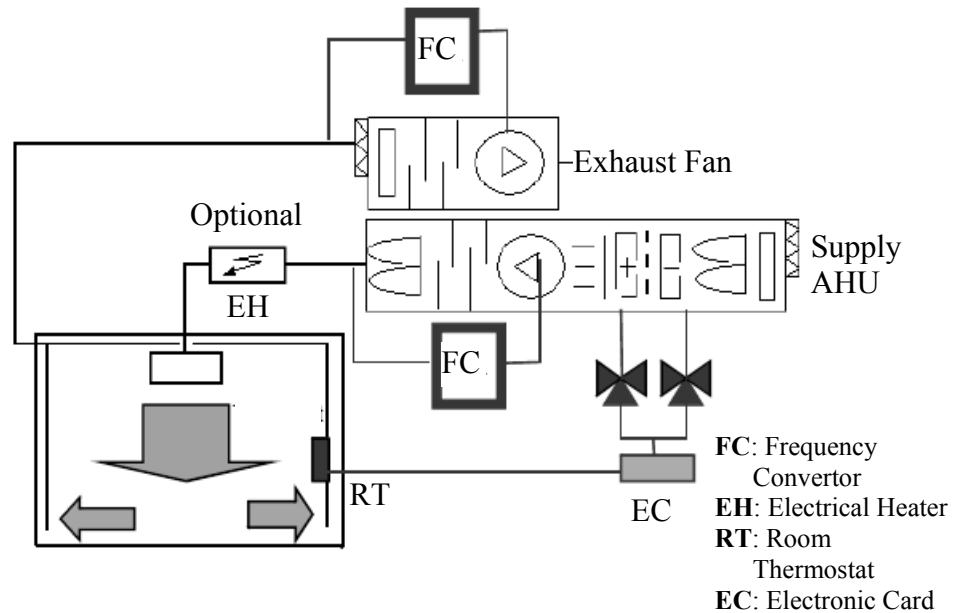 FC
Exhaust Fan
Optional
EH
Supply
AHU
FC
RT
EC
FC: Frequency
Convertor
EH: Electrical Heater
RT: Room
Thermostat
EC: Electronic Card